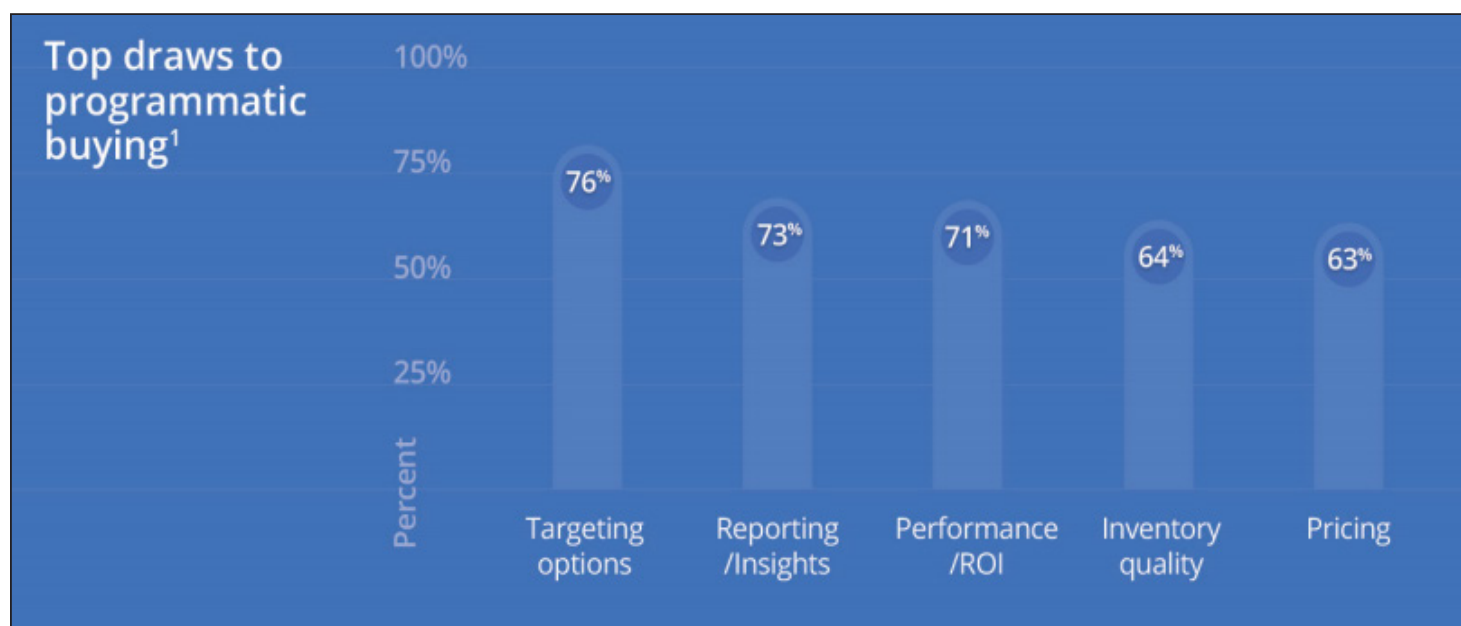 Top draws to
programmatic
buying¹
100%
75%
50%
25%
Percent
76%
73%
71%
64%
63%
Targeting
options
Reporting
/Insights
Performance
/ROI
Inventory
quality
Pricing